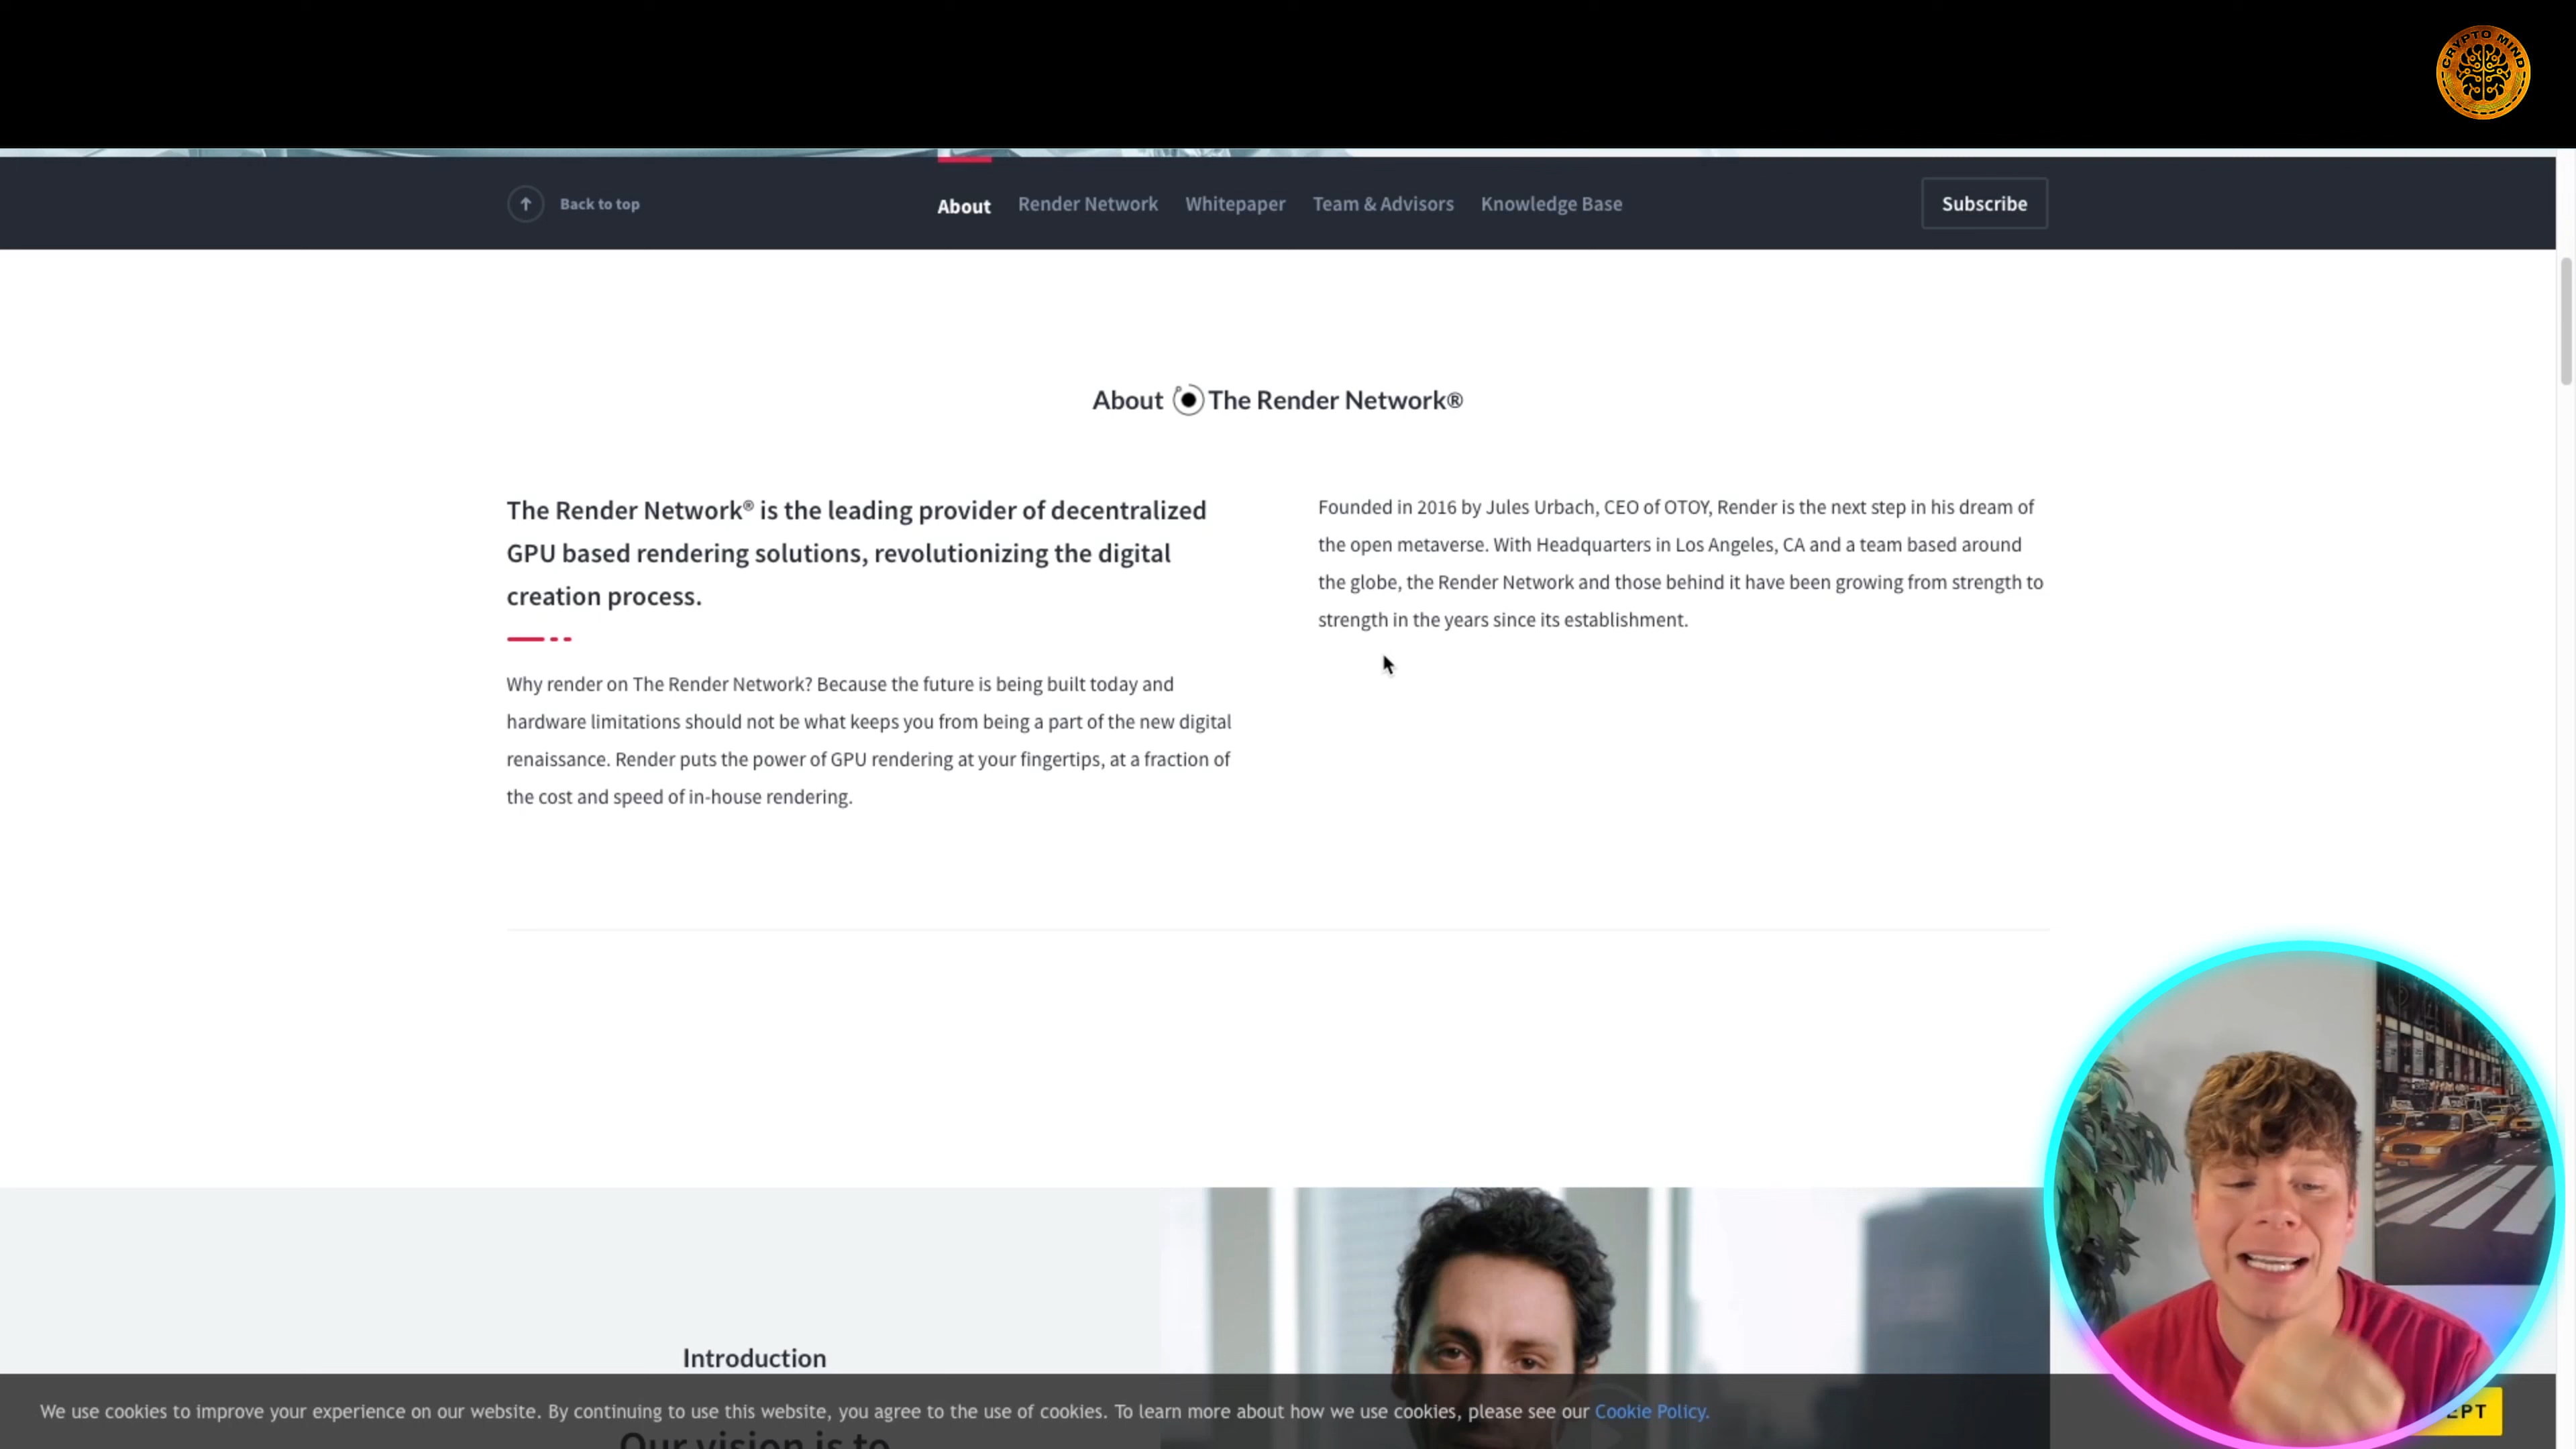 CRYPTO MIND
Back to top
About
Render Network
Whitepaper
Team & Advisors
Knowledge Base
Subscribe
About The Render Network®
The Render Network® is the leading provider of decentralized
GPU based rendering solutions, revolutionizing the digital
creation process.
Why render on The Render Network? Because the future is being built today and
hardware limitations should not be what keeps you from being a part of the new digital
renaissance. Render puts the power of GPU rendering at your fingertips, at a fraction of
the cost and speed of in-house rendering.
Founded in 2016 by Jules Urbach, CEO of OTOY, Render is the next step in his dream of
the open metaverse. With Headquarters in Los Angeles, CA and a team based around
the globe, the Render Network and those behind it have been growing from strength to
strength in the years since its establishment.
Introduction
Our vision is to
We use cookies to improve your experience on our website. By continuing to use this website, you agree to the use of cookies. To learn more about how we use cookies, please see our Cookie Policy.
EPT